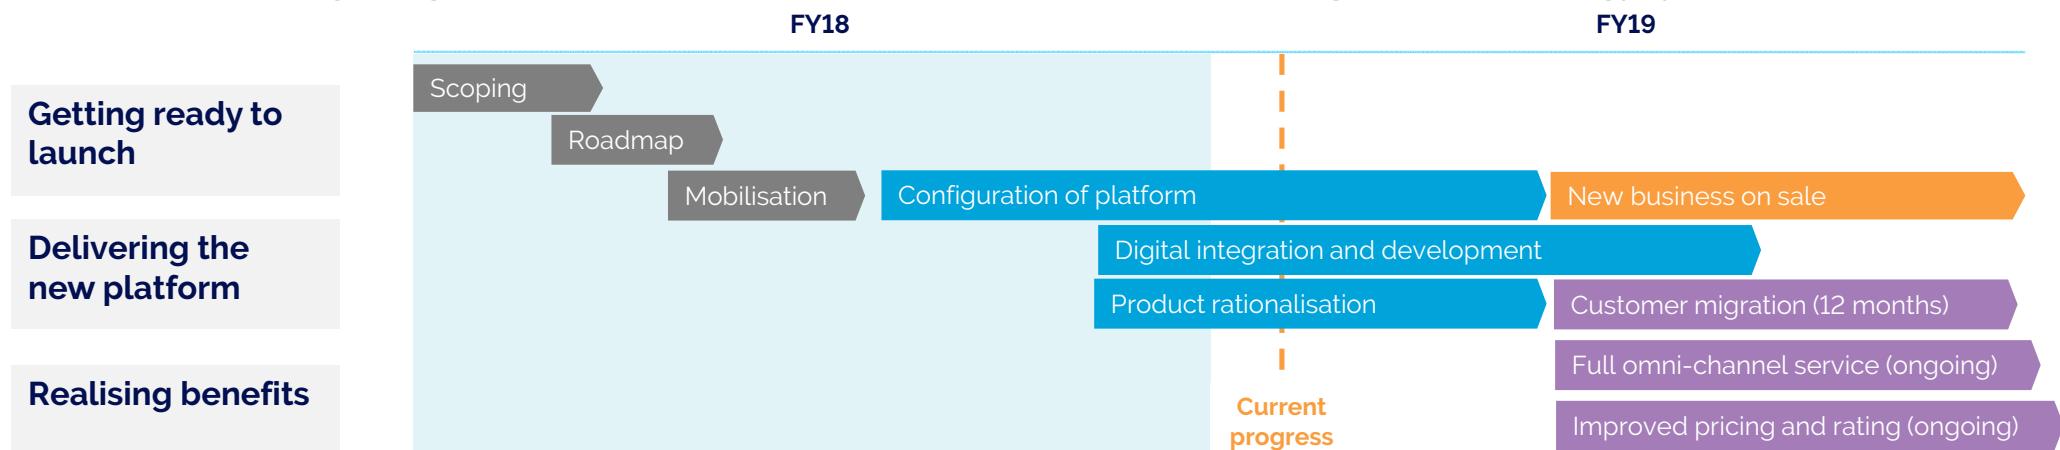 FY18
FY19
Getting ready to
launch
Scoping
Roadmap
Mobilisation
Configuration of platform
New business on sale
Delivering the
new platform
Digital integration and development
Product rationalisation
Customer migration (12 months)
Realising benefits
Full omni-channel service (ongoing)
Improved pricing and rating (ongoing)
Current
progress